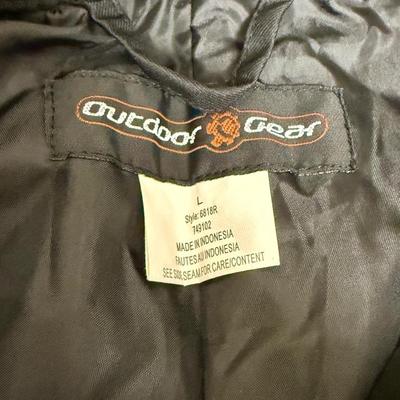 Outdoor Gear
L
Style: 6818R
749102
MADE IN INDONESIA
FAUTES AU INDONESIA
SEE SIDE SEAM FOR CARE/CONTENT